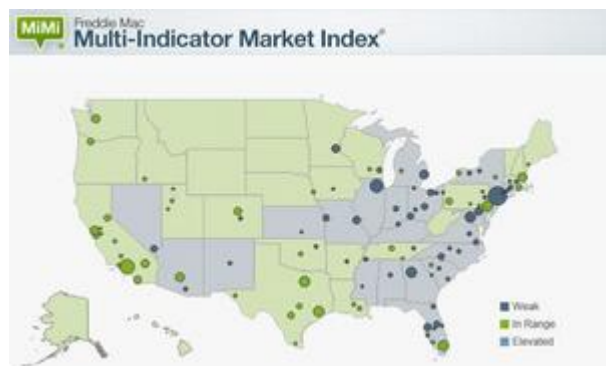 MiMi
Freddie Mac
Multi-Indicator Market Index®
Weak
In Range
Elevated